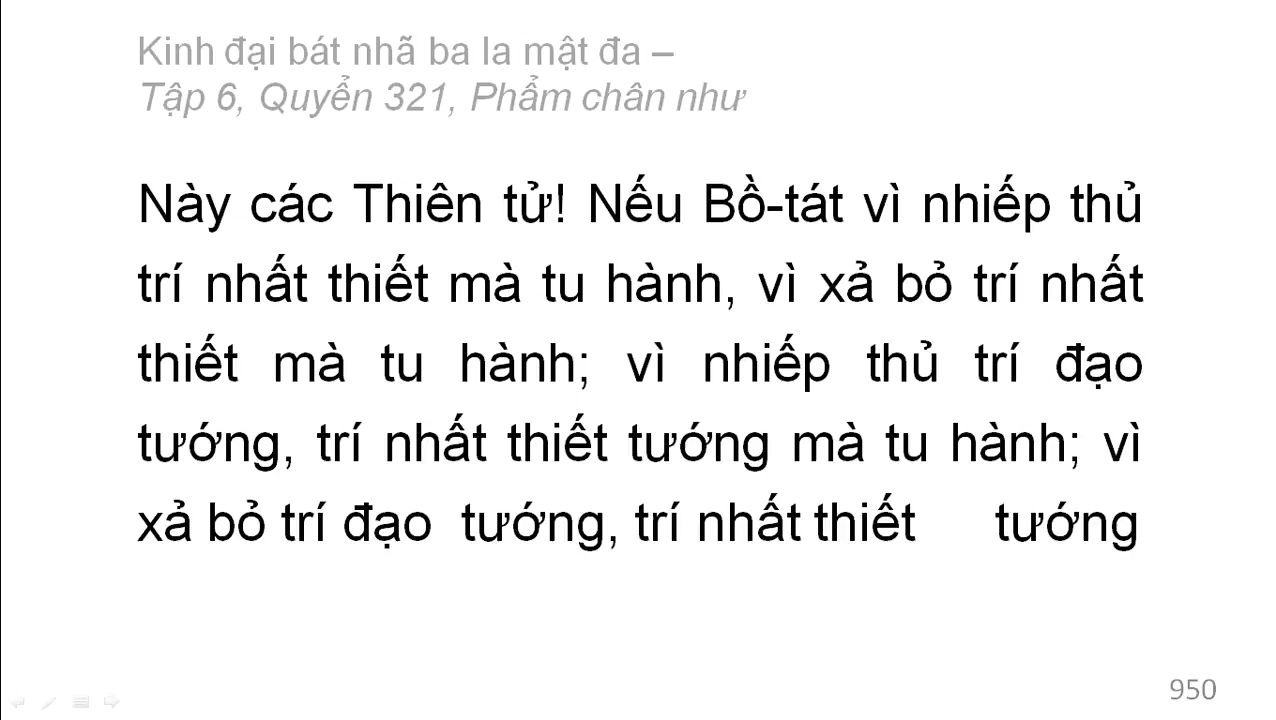 Kinh đại bát nhã ba la mật đa –
Tập 6, Quyển 321, Phẩm chân như
Này các Thiên tử! Nếu Bồ-tát vì nhiếp thủ
trí nhất thiết mà tu hành, vì xả bỏ trí nhất
thiết mà tu hành; vì nhiếp thủ trí đạo
tướng, trí nhất thiết tướng mà tu hành; vì
xả bỏ trí đạo tướng, trí nhất thiết tướng
950